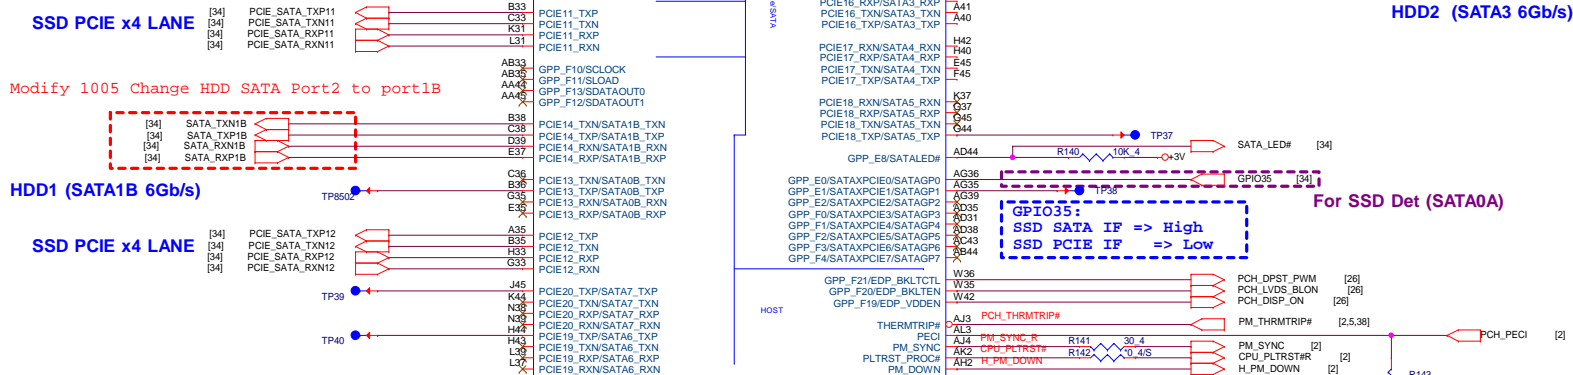 SSD PCIE x4 LANE
[34] PCIE_SATA_TXP11 B33 PCIE11_TXP
[34] PCIE_SATA_TXN11 C33 PCIE11_TXN
[34] PCIE_SATA_RXP11 K31 PCIE11_RXP
[34] PCIE_SATA_RXN11 L31 PCIE11_RXN
AB33 GPP_F10/SCLOCK
AB35 GPP_F11/SLOAD
AA44 GPP_F13/SDATAOUT0
AA45 GPP_F12/SDATAOUT1
Modify 1005 Change HDD SATA Port2 to port1B
[34] SATA_TXN1B B38 PCIE14_TXN/SATA1B_TXN
[34] SATA_TXP1B C38 PCIE14_TXP/SATA1B_TXP
[34] SATA_RXN1B D39 PCIE14_RXN/SATA1B_RXN
[34] SATA_RXP1B E37 PCIE14_RXP/SATA1B_RXP
HDD1 (SATA1B 6Gb/s)
C36 PCIE13_TXN/SATA0B_TXN
TP8502 B36 PCIE13_TXP/SATA0B_TXP
G35 PCIE13_RXN/SATA0B_RXN
E35 PCIE13_RXP/SATA0B_RXP
SSD PCIE x4 LANE
[34] PCIE_SATA_TXP12 A35 PCIE12_TXP
[34] PCIE_SATA_TXN12 B35 PCIE12_TXN
[34] PCIE_SATA_RXP12 H33 PCIE12_RXP
[34] PCIE_SATA_RXN12 G33 PCIE12_RXN
TP39 J45 PCIE20_TXP/SATA7_TXP
K44 PCIE20_TXN/SATA7_TXN
N38 PCIE20_RXP/SATA7_RXP
N39 PCIE20_RXN/SATA7_RXN
TP40 H44 PCIE19_TXP/SATA6_TXP
H43 PCIE19_TXN/SATA6_TXN
L39 PCIE19_RXP/SATA6_RXP
L37 PCIE19_RXN/SATA6_RXN
HOST
PCIE16_RXP/SATA3_RXP
PCIE16_TXN/SATA3_TXN A41
PCIE16_TXP/SATA3_TXP A40
HDD2 (SATA3 6Gb/s)
PCIE17_RXN/SATA4_RXN H42
PCIE17_RXP/SATA4_RXP H40
PCIE17_TXN/SATA4_TXN E45
PCIE17_TXP/SATA4_TXP F45
PCIE18_RXN/SATA5_RXN K37
PCIE18_RXP/SATA5_RXP G37
PCIE18_TXN/SATA5_TXN G45
PCIE18_TXP/SATA5_TXP G44 TP37
GPP_E8/SATALED# AD44 R140 10K_4 +3V SATA_LED# [34]
GPP_E0/SATAXPCIE0/SATAGP0 AG36 GPIO35 [34]
GPP_E1/SATAXPCIE1/SATAGP1 AG35 TP38
GPP_E2/SATAXPCIE2/SATAGP2 AG39
GPP_F0/SATAXPCIE3/SATAGP3 AD35
GPP_F1/SATAXPCIE4/SATAGP4 AD31
GPP_F2/SATAXPCIE5/SATAGP5 AD38
GPP_F3/SATAXPCIE6/SATAGP6 AC43
GPP_F4/SATAXPCIE7/SATAGP7 AB44
For SSD Det (SATA0A)
GPIO35:
SSD SATA IF => High
SSD PCIE IF => Low
GPP_F21/EDP_BKLTCTL W36 PCH_DPST_PWM [26]
GPP_F20/EDP_BKLTEN W35 PCH_LVDS_BLON [26]
GPP_F19/EDP_VDDEN W42 PCH_DISP_ON [26]
THERMTRIP# AJ3 PCH_THRMTRIP# PM_THRMTRIP# [2,5,38]
PECI AL3 PCH_PECI [2]
PM_SYNC AJ4 PM_SYNC_R R141 30_4 PM_SYNC [2]
PLTRST_PROC# AK2 CPU_PLTRST# R142 *0_4/S CPU_PLTRST#R [2]
PM_DOWN AH2 H_PM_DOWN H_PM_DOWN [2]
R143